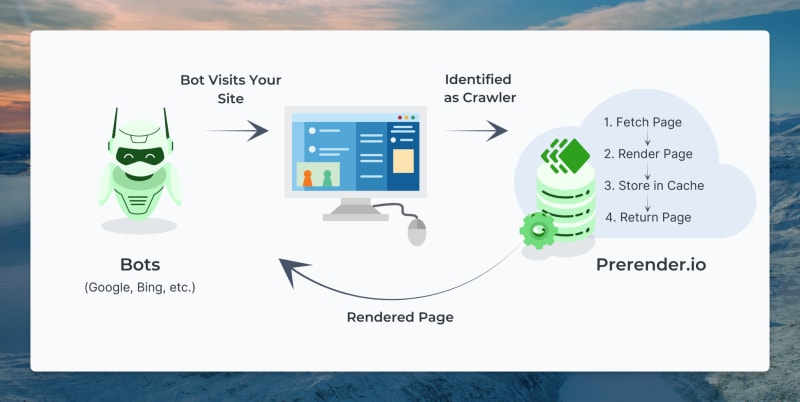 Bot Visits Your
Site
Identified
as Crawler
1. Fetch Page
2. Render Page
3. Store in Cache
4. Return Page
Bots
(Google, Bing, etc.)
Prerender.io
Rendered Page